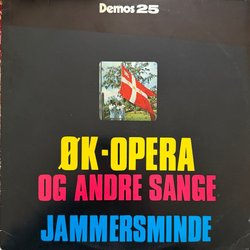 Demos 25
ØK-OPERA
OG ANDRE SANGE
JAMMERSMINDE